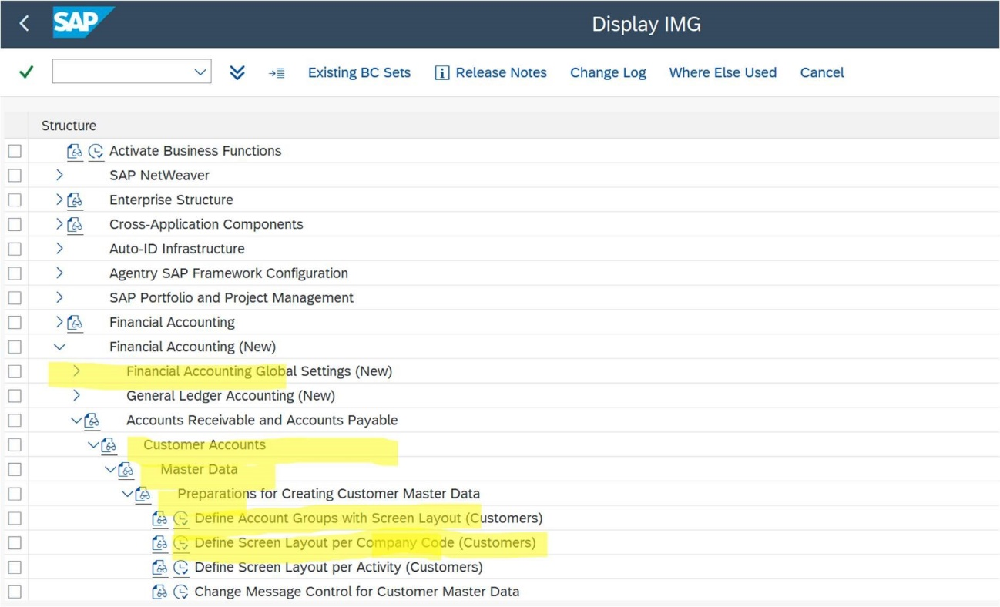 SAP
Display IMG
Existing BC Sets Release Notes Change Log Where Else Used Cancel
Structure
Activate Business Functions
SAP NetWeaver
Enterprise Structure
Cross-Application Components
Auto-ID Infrastructure
Agentry SAP Framework Configuration
SAP Portfolio and Project Management
Financial Accounting
Financial Accounting (New)
Financial Accounting Global Settings (New)
General Ledger Accounting (New)
Accounts Receivable and Accounts Payable
Customer Accounts
Master Data
Preparations for Creating Customer Master Data
Define Account Groups with Screen Layout (Customers)
Define Screen Layout per Company Code (Customers)
Define Screen Layout per Activity (Customers)
Change Message Control for Customer Master Data